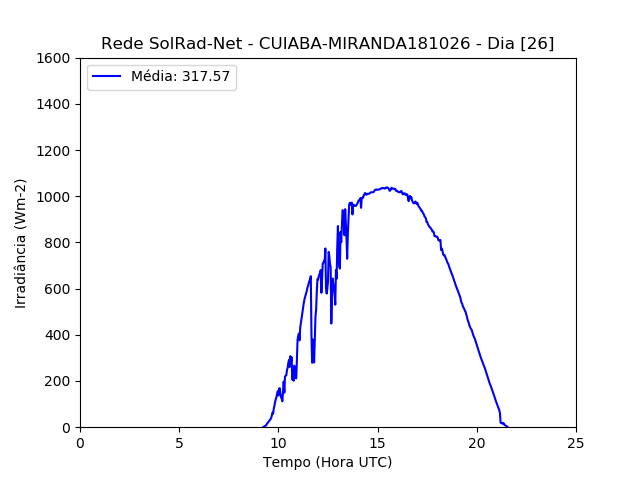 Rede SolRad-Net - CUIABA-MIRANDA181026 - Dia [26]
Média: 317.57
Irradiância (Wm-2)
1600
1400
1200
1000
800
600
400
200
0
0 5 10 15 20 25
Tempo (Hora UTC)